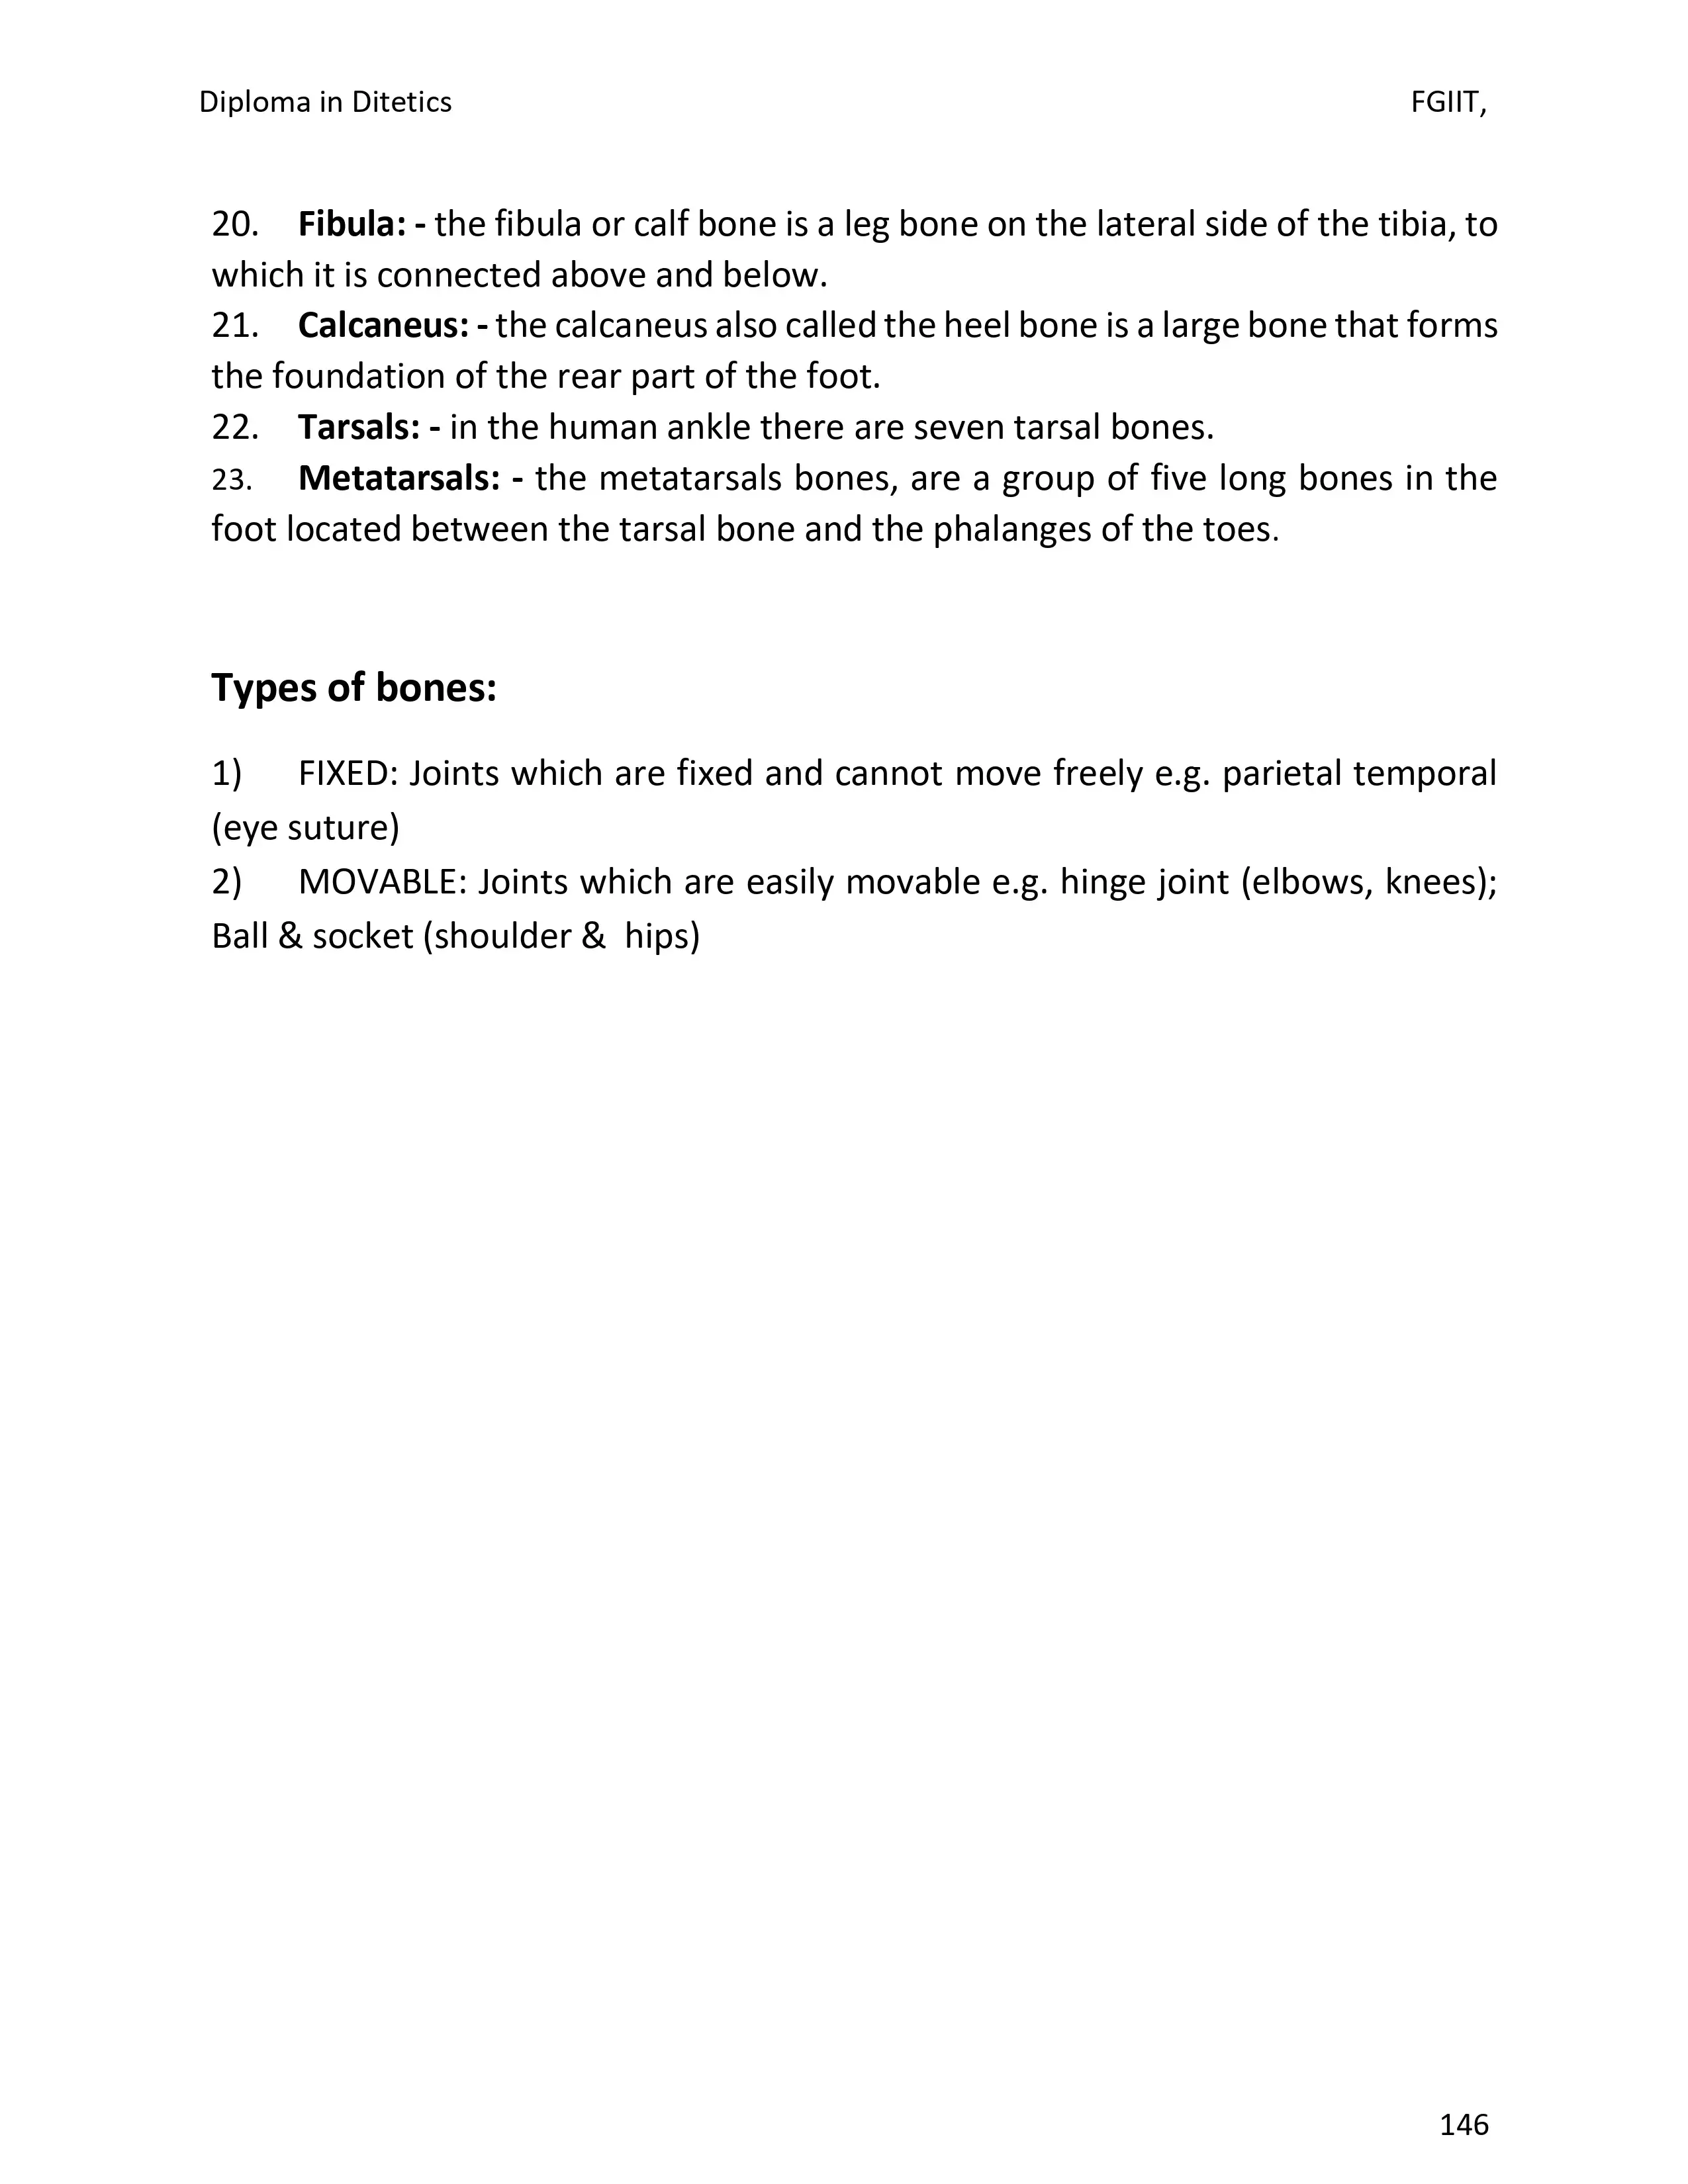 Diploma in Ditetics FGIIT,
20. Fibula: - the fibula or calf bone is a leg bone on the lateral side of the tibia, to
which it is connected above and below.
21. Calcaneus: - the calcaneus also called the heel bone is a large bone that forms
the foundation of the rear part of the foot.
22. Tarsals: - in the human ankle there are seven tarsal bones.
23. Metatarsals: - the metatarsals bones, are a group of five long bones in the
foot located between the tarsal bone and the phalanges of the toes.
Types of bones:
1) FIXED: Joints which are fixed and cannot move freely e.g. parietal temporal
(eye suture)
2) MOVABLE: Joints which are easily movable e.g. hinge joint (elbows, knees);
Ball & socket (shoulder & hips)
146